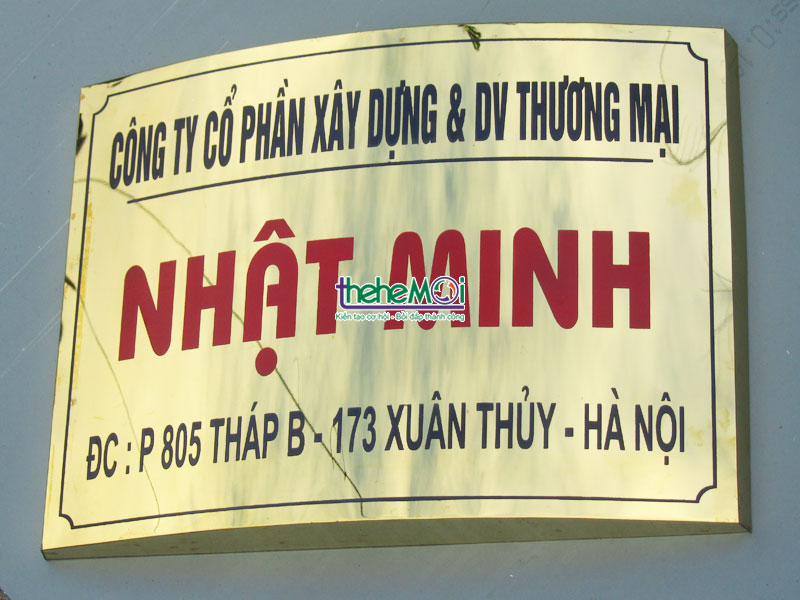 CÔNG TY CỔ PHẦN XÂY DỰNG & DV THƯƠNG MẠI
NHẬT MINH
theheMới
Kiến tạo cơ hội - Bồi đắp thành công
ĐC : P 805 THÁP B - 173 XUÂN THỦY - HÀ NỘI